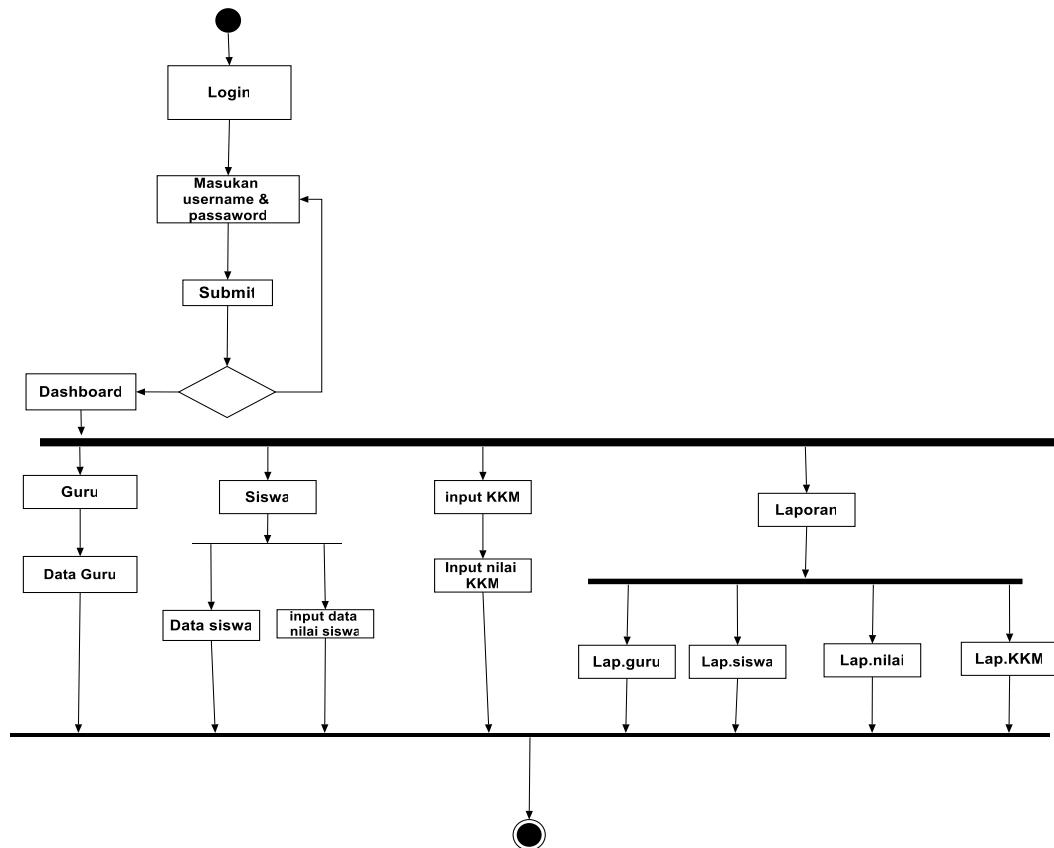 Login
Masukan
username &
passaword
Submit
Dashboard
Guru
Siswa
input KKM
Laporan
Data Guru
Input nilai
KKM
Data siswa
input data
nilai siswa
Lap.guru
Lap.siswa
Lap.nilai
Lap.KKM